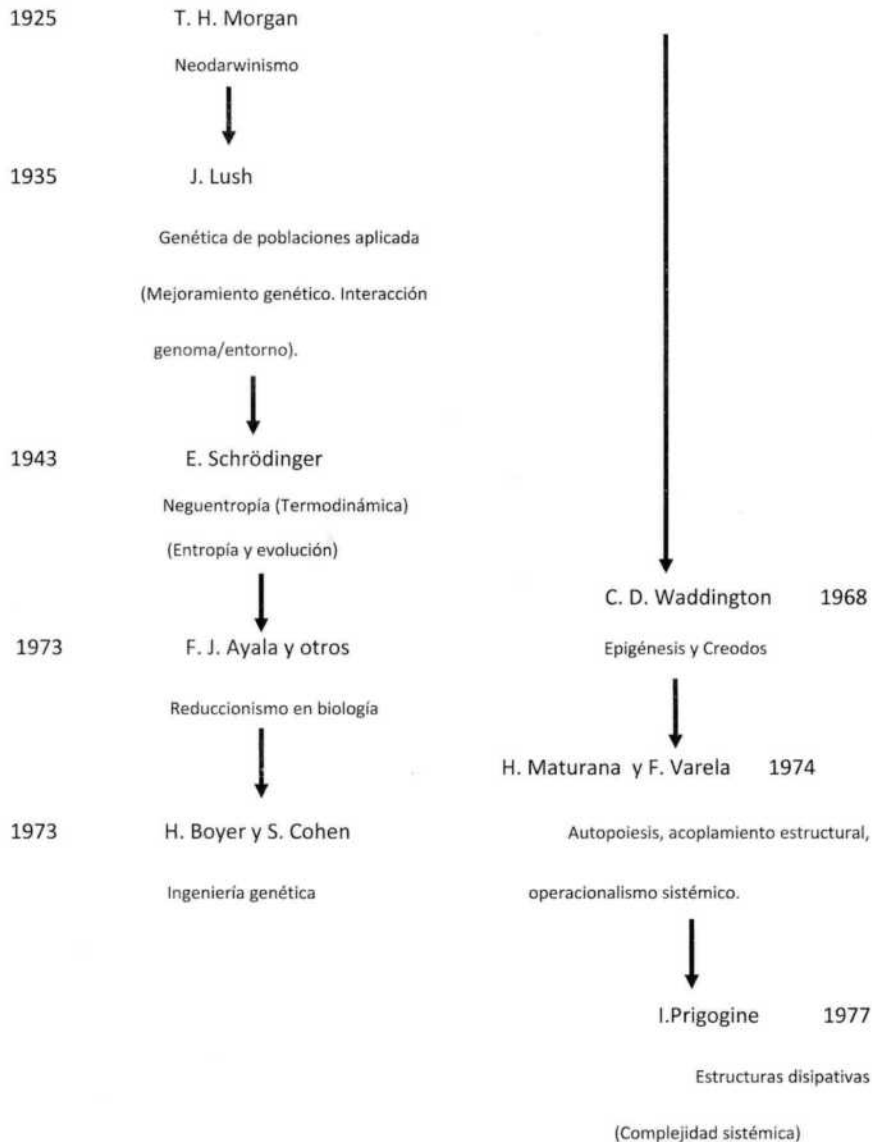 1925 T. H. Morgan
Neodarwinismo
1935 J. Lush
Genética de poblaciones aplicada
(Mejoramiento genético. Interacción
genoma/entorno).
1943 E. Schrödinger
Neguentropía (Termodinámica)
(Entropía y evolución)
1973 F. J. Ayala y otros
Reduccionismo en biología
1973 H. Boyer y S. Cohen
Ingeniería genética
C. D. Waddington 1968
Epigénesis y Creodos
H. Maturana y F. Varela 1974
Autopoiesis, acoplamiento estructural,
operacionalismo sistémico.
I.Prigogine 1977
Estructuras disipativas
(Complejidad sistémica)